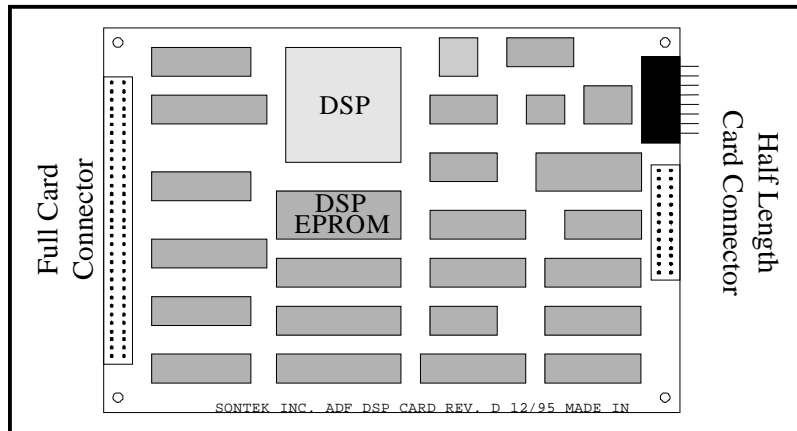 Full Card
Connector
DSP
DSP
EPROM
Half Length
Card Connector
SONTEK INC. ADF DSP CARD REV. D 12/95 MADE IN